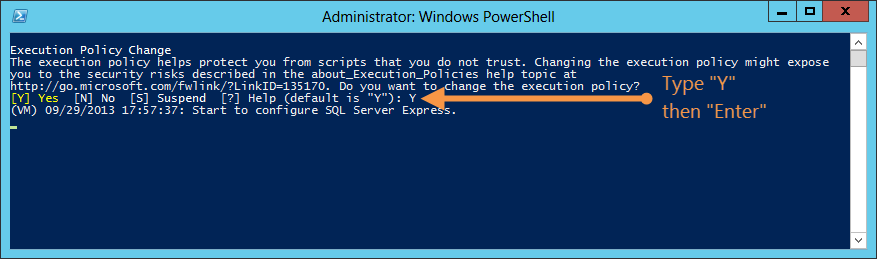 Administrator: Windows PowerShell
Execution Policy Change
The execution policy helps protect you from scripts that you do not trust. Changing the execution policy might expose
you to the security risks described in the about_Execution_Policies help topic at
http://go.microsoft.com/fwlink/?LinkID=135170. Do you want to change the execution policy?
[Y] Yes  [N] No  [S] Suspend  [?] Help (default is "Y"): Y
(VM) 09/29/2013 17:57:37: Start to configure SQL Server Express.
Type "Y"
then "Enter"